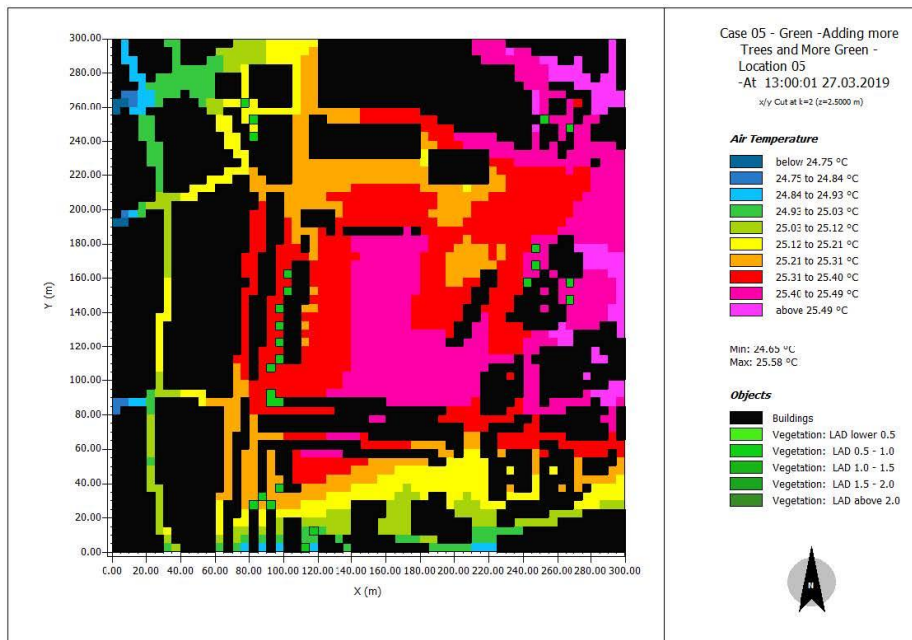 Case 05 - Green -Adding more
Trees and More Green -
Location 05
-At 13:00:01 27.03.2019
x/y Cut at k=2 (z=2.5000 m)
Air Temperature
below 24.75 °C
24.75 to 24.84 °C
24.84 to 24.93 °C
24.93 to 25.03 °C
25.03 to 25.12 °C
25.12 to 25.21 °C
25.21 to 25.31 °C
25.31 to 25.40 °C
25.40 to 25.49 °C
above 25.49 °C
Min: 24.65 °C
Max: 25.58 °C
Objects
Buildings
Vegetation: LAD lower 0.5
Vegetation: LAD 0.5 - 1.0
Vegetation: LAD 1.0 - 1.5
Vegetation: LAD 1.5 - 2.0
Vegetation: LAD above 2.0
N
300.00
280.00
260.00
240.00
220.00
200.00
180.00
160.00
140.00
120.00
100.00
80.00
60.00
40.00
20.00
0.00
Y (m)
0.00 20.00 40.00 60.00 80.00 100.00 120.00 140.00 160.00 180.00 200.00 220.00 240.00 260.00 280.00 300.00
X (m)